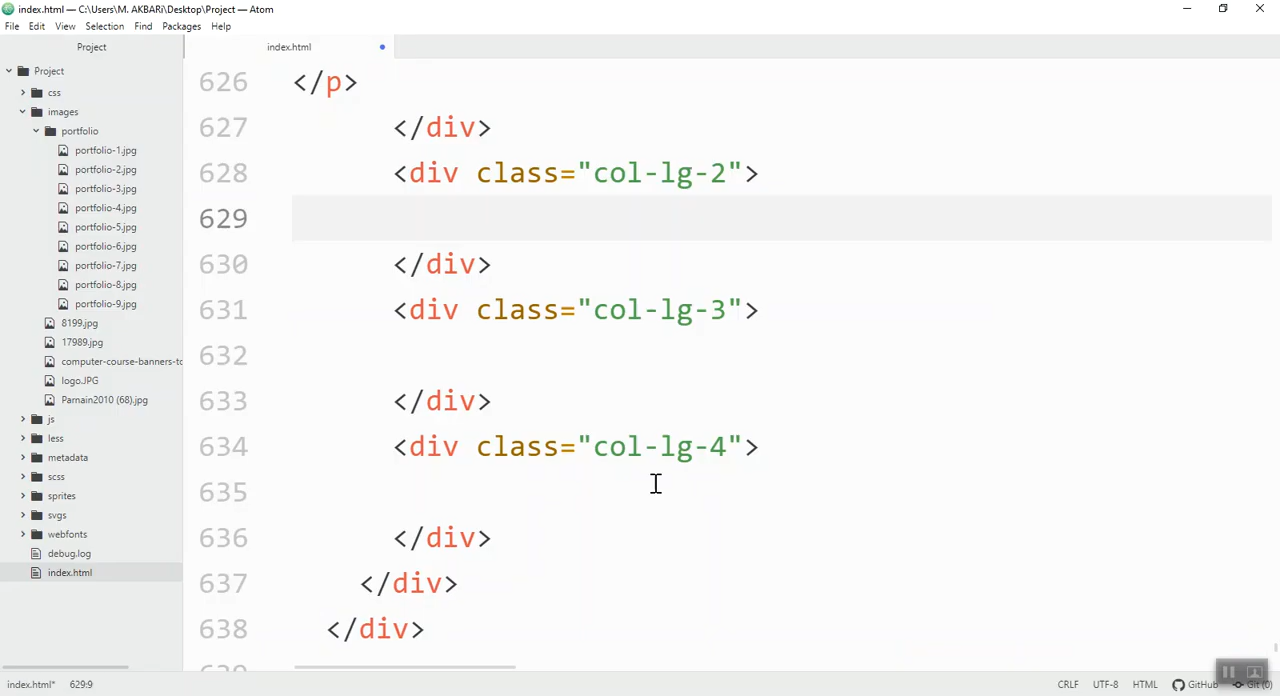 index.html — C:\Users\M. AKBARi\Desktop\Project — Atom
File Edit View Selection Find Packages Help
Project
index.html
Project
css
images
portfolio
portfolio-1.jpg
portfolio-2.jpg
portfolio-3.jpg
portfolio-4.jpg
portfolio-5.jpg
portfolio-6.jpg
portfolio-7.jpg
portfolio-8.jpg
portfolio-9.jpg
8199.jpg
17989.jpg
computer-course-banners-to
logo.JPG
Parnain2010 (68).jpg
js
less
metadata
scss
sprites
svgs
webfonts
debug.log
index.html
626 </p>
627 </div>
628 <div class="col-lg-2">
629
630 </div>
631 <div class="col-lg-3">
632
633 </div>
634 <div class="col-lg-4">
635
636 </div>
637 </div>
638 </div>
index.html* 629:9 CRLF UTF-8 HTML GitHub Git (0)